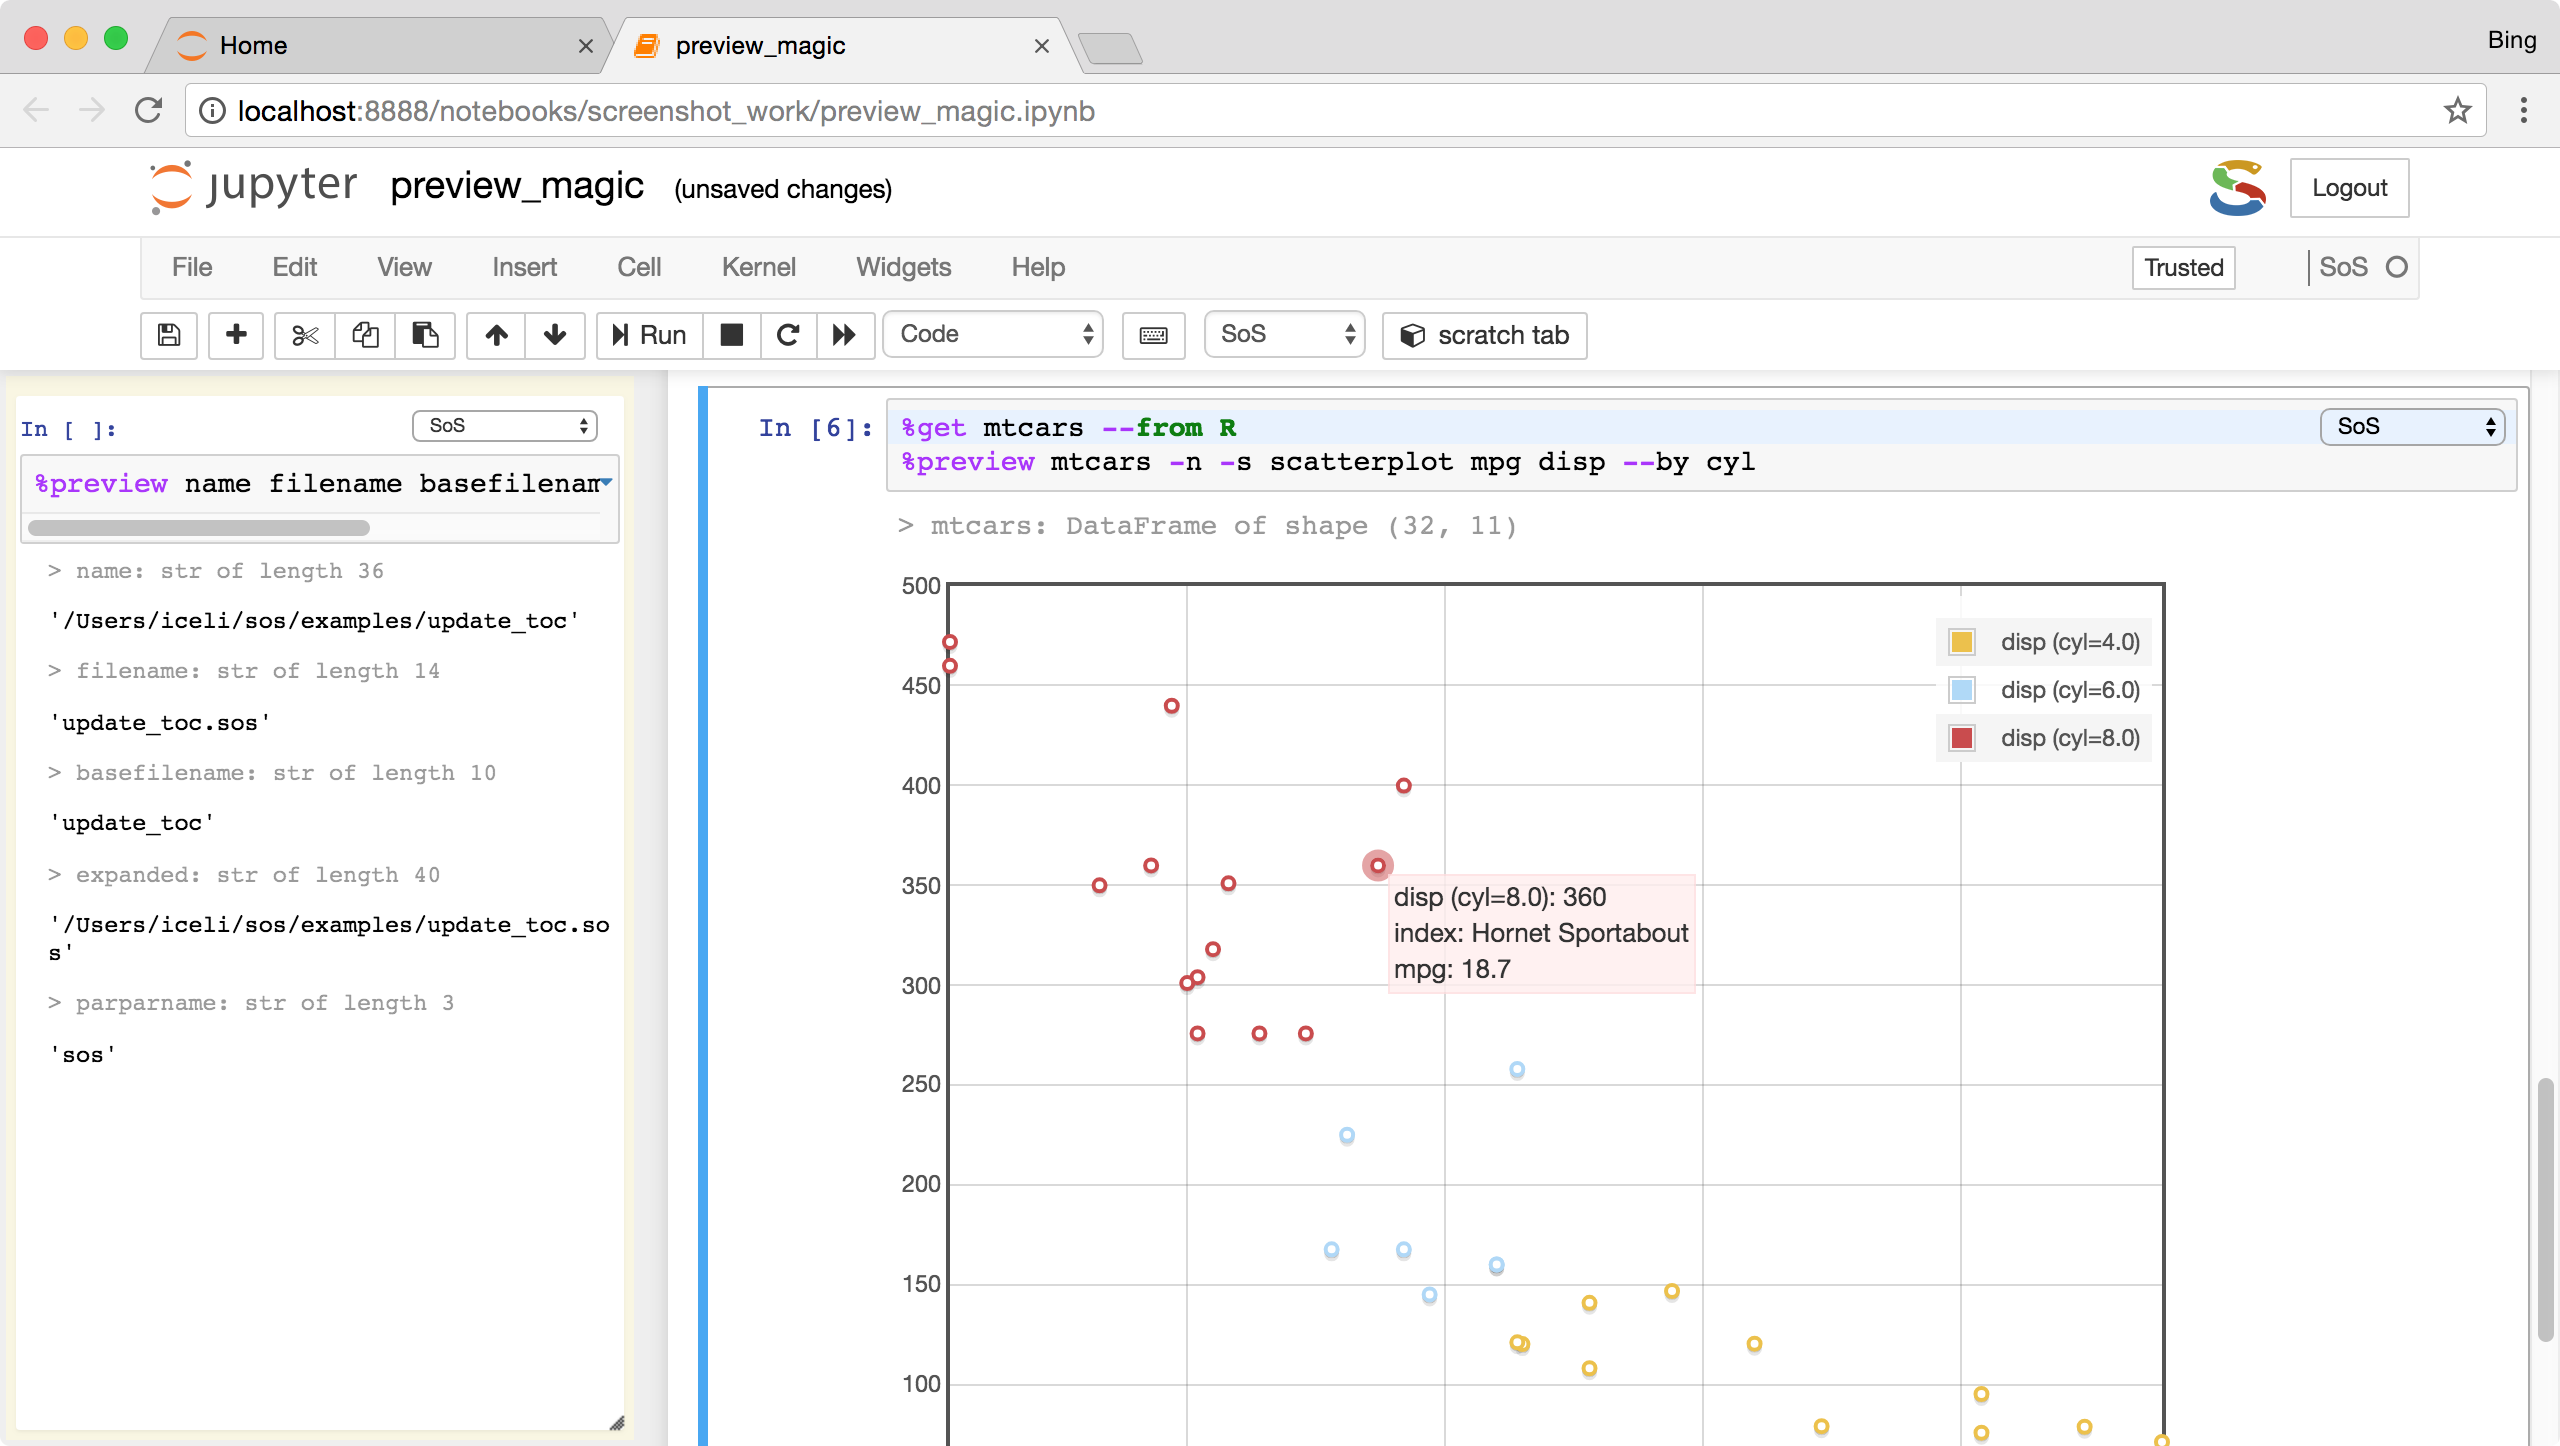 Home
preview_magic
Bing
localhost:8888/notebooks/screenshot_work/preview_magic.ipynb
jupyter preview_magic (unsaved changes)
Logout
File Edit View Insert Cell Kernel Widgets Help
Trusted
SoS
Run
Code
SoS
scratch tab
In [ ]:
SoS
%preview name filename basefilenam
> name: str of length 36
'/Users/iceli/sos/examples/update_toc'
> filename: str of length 14
'update_toc.sos'
> basefilename: str of length 10
'update_toc'
> expanded: str of length 40
'/Users/iceli/sos/examples/update_toc.so
s'
> parparname: str of length 3
'sos'
In [6]:
%get mtcars --from R
SoS
%preview mtcars -n -s scatterplot mpg disp --by cyl
> mtcars: DataFrame of shape (32, 11)
500
450
400
350
300
250
200
150
100
disp (cyl=4.0)
disp (cyl=6.0)
disp (cyl=8.0)
disp (cyl=8.0): 360
index: Hornet Sportabout
mpg: 18.7